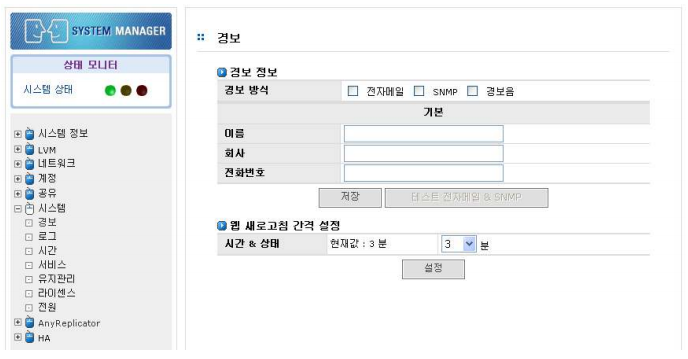 SYSTEM MANAGER
상태 모니터
시스템 상태
시스템 정보
LVM
네트워크
계정
공유
시스템
경보
로그
시간
서비스
유지관리
라이센스
전원
AnyReplicator
HA
경보
경보 정보
경보 방식 전자메일 SNMP 경보음
기본
이름
회사
전화번호
저장 테스트 전자메일 & SNMP
웹 새로고침 간격 설정
시간 & 상태 현재값 : 3 분 3 분
설정